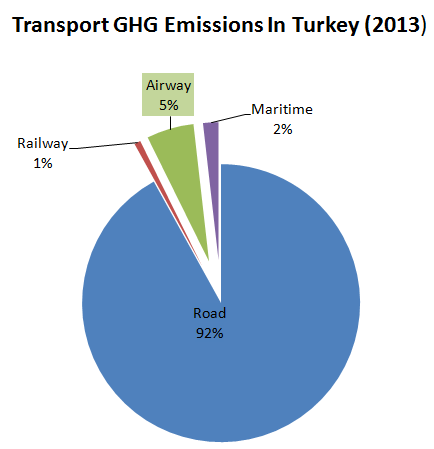 Transport GHG Emissions In Turkey (2013)
Airway
5%
Maritime
2%
Railway
1%
Road
92%